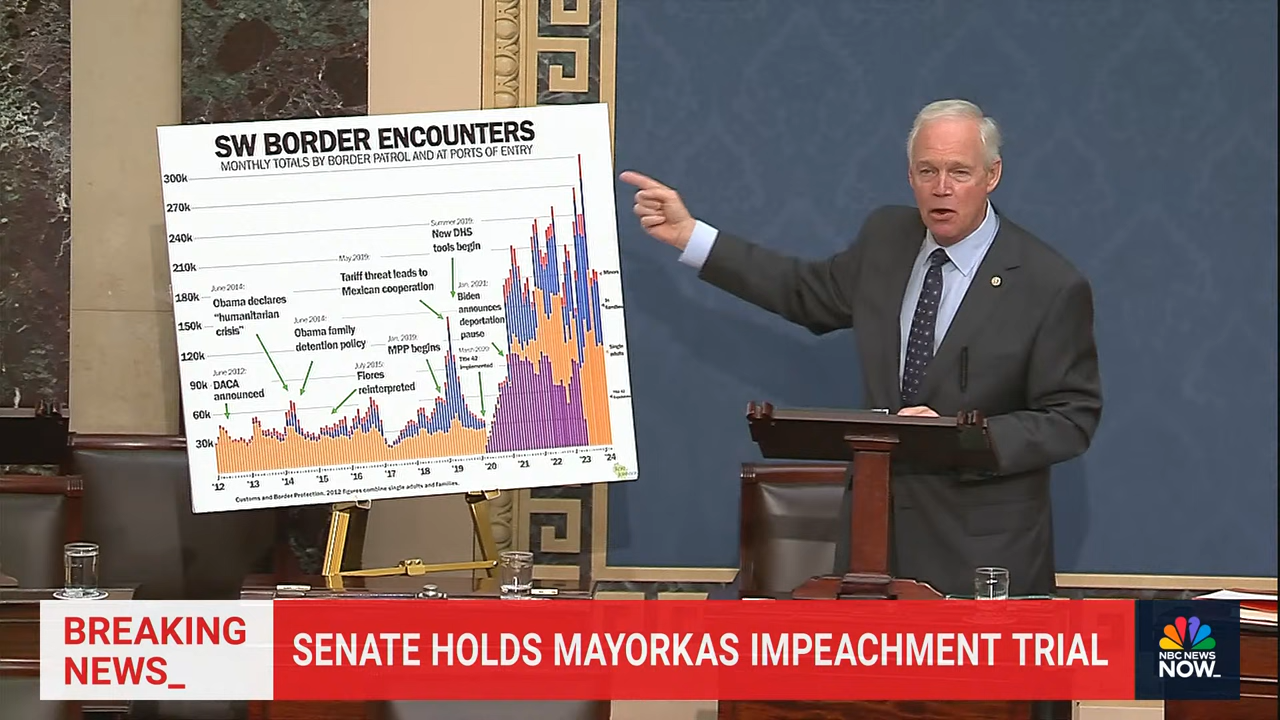 SW BORDER ENCOUNTERS
MONTHLY TOTALS BY BORDER PATROL AND AT PORTS OF ENTRY
300k
270k
240k
210k
180k
150k
120k
90k
60k
30k
June 2012:
DACA
announced
June 2014:
Obama declares
"humanitarian
crisis"
June 2014:
Obama family
detention policy
July 2015:
Flores
reinterpreted
Jan. 2019:
MPP begins
May 2019:
Tariff threat leads to
Mexican cooperation
Summer 2019:
New DHS
tools begin
March 2020:
Title 42
implemented
Jan. 2021:
Biden
announces
deportation
pause
Minors
Single
adults
'12 '13 '14 '15 '16 '17 '18 '19 '20 '21 '22 '23 '24
Customs and Border Protection. 2012 figures combine single adults and families.
BREAKING
NEWS_
SENATE HOLDS MAYORKAS IMPEACHMENT TRIAL
NBC NEWS
NOW_